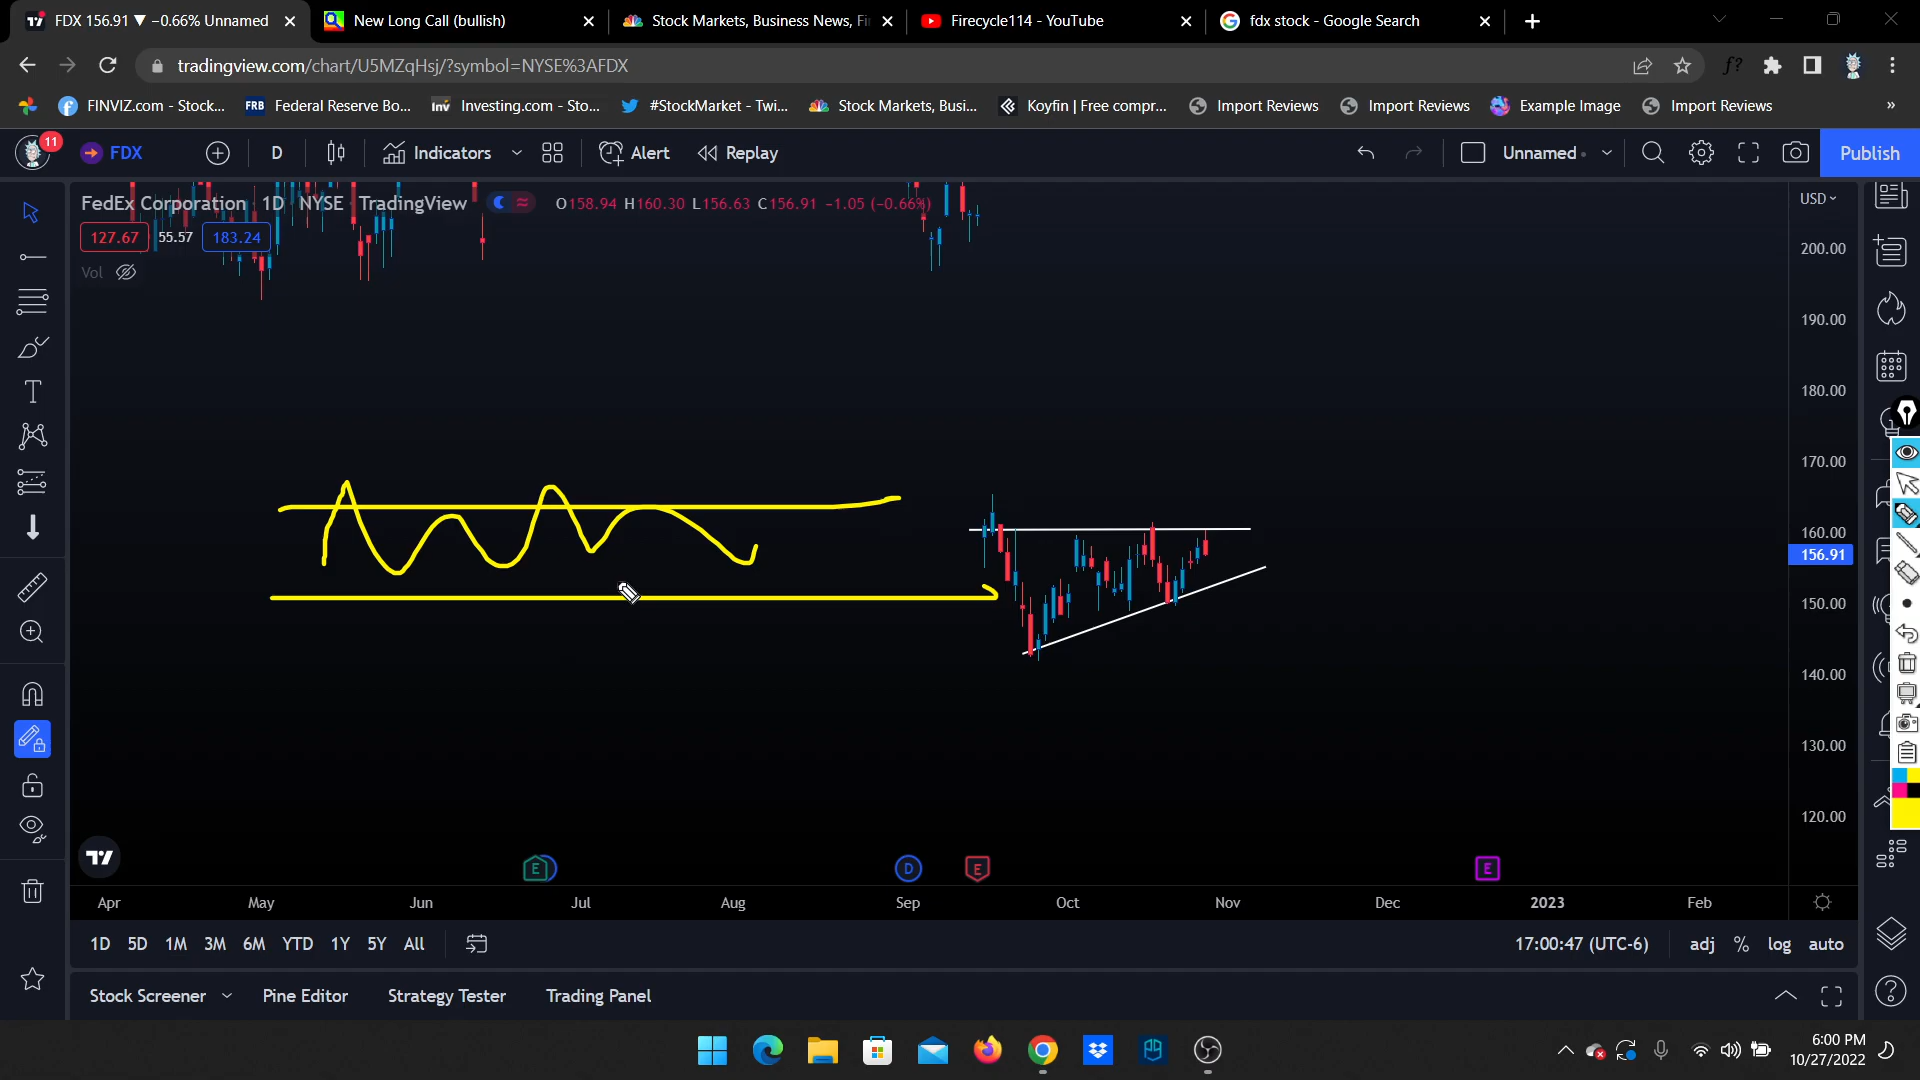 FDX 156.91 ▼ −0.66% Unnamed
New Long Call (bullish)
Stock Markets, Business News, Fi
Firecycle114 - YouTube
fdx stock - Google Search
tradingview.com/chart/U5MZqHsj/?symbol=NYSE%3AFDX
f?
FINVIZ.com - Stock...
FRB Federal Reserve Bo...
Inv Investing.com - Sto...
#StockMarket - Twi...
Stock Markets, Busi...
Koyfin | Free compr...
Import Reviews
Import Reviews
Example Image
Import Reviews
»
11
FDX
D
Indicators
Alert
Replay
Unnamed
Publish
FedEx Corporation 1D NYSE TradingView
O158.94 H160.30 L156.63 C156.91 −1.05 (−0.66%)
USD
127.67 55.57 183.24
Vol
200.00
190.00
180.00
170.00
160.00
156.91
150.00
140.00
130.00
120.00
E
D
E
E
Apr May Jun Jul Aug Sep Oct Nov Dec 2023 Feb
1D 5D 1M 3M 6M YTD 1Y 5Y All
17:00:47 (UTC-6) adj % log auto
Stock Screener Pine Editor Strategy Tester Trading Panel
6:00 PM
10/27/2022